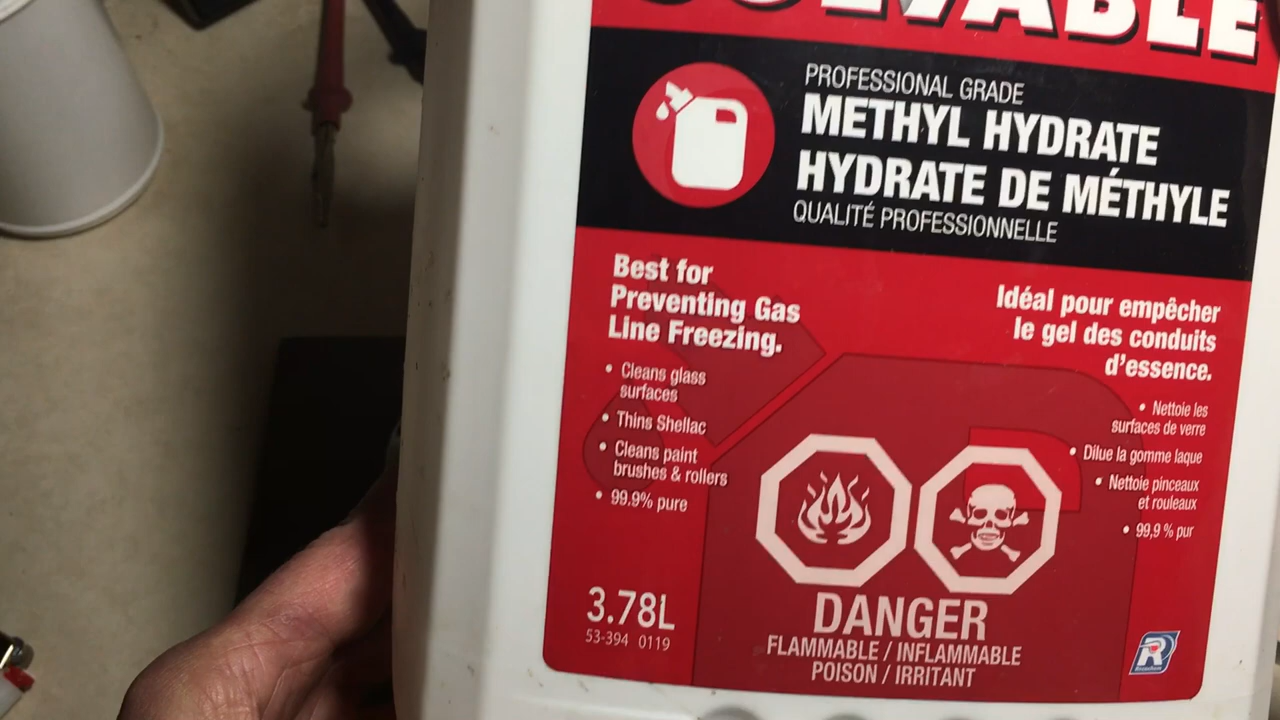 SOLVABLE
PROFESSIONAL GRADE
METHYL HYDRATE
HYDRATE DE MÉTHYLE
QUALITÉ PROFESSIONNELLE
Best for
Preventing Gas
Line Freezing.
• Cleans glass
surfaces
• Thins Shellac
• Cleans paint
brushes & rollers
• 99.9% pure
Idéal pour empêcher
le gel des conduits
d'essence.
• Nettoie les
surfaces de verre
• Dilue la gomme laque
• Nettoie pinceaux
et rouleaux
• 99,9 % pur
3.78L
53-394 0119
DANGER
FLAMMABLE / INFLAMMABLE
POISON / IRRITANT
R